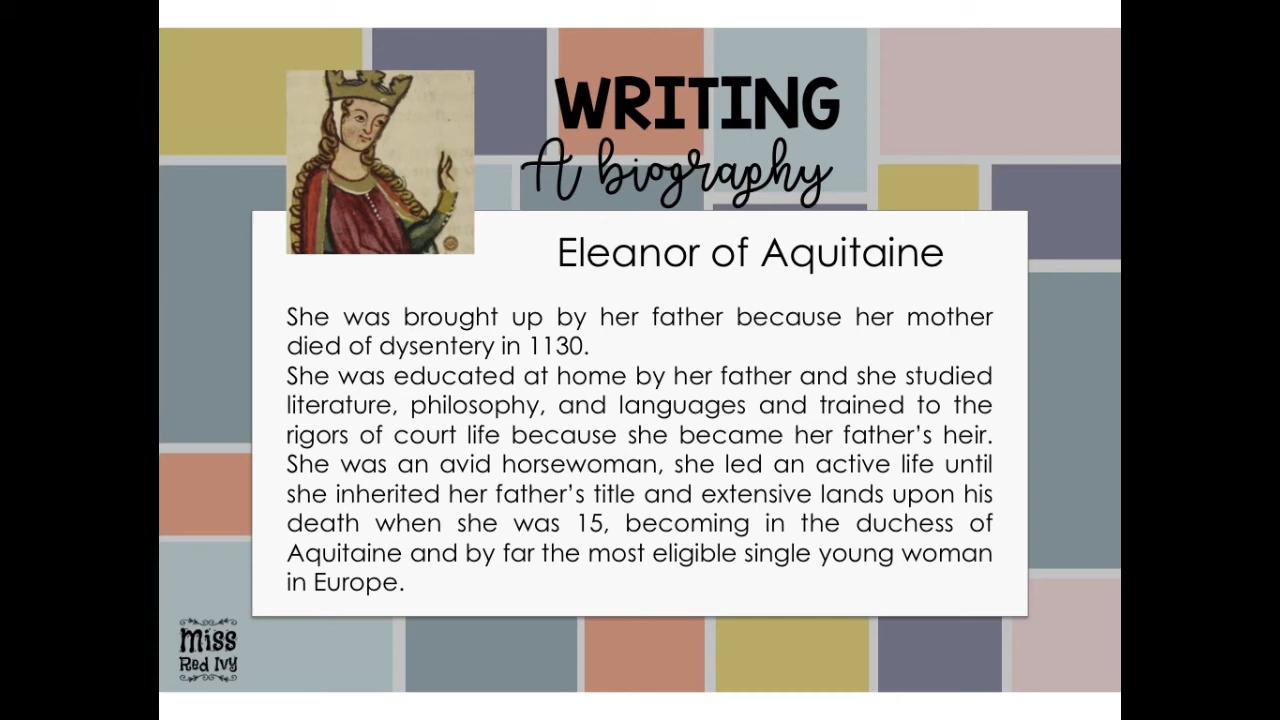 WRITING
A biography
Eleanor of Aquitaine
She was brought up by her father because her mother
died of dysentery in 1130.
She was educated at home by her father and she studied
literature, philosophy, and languages and trained to the
rigors of court life because she became her father’s heir.
She was an avid horsewoman, she led an active life until
she inherited her father’s title and extensive lands upon his
death when she was 15, becoming in the duchess of
Aquitaine and by far the most eligible single young woman
in Europe.
Miss
Red Ivy